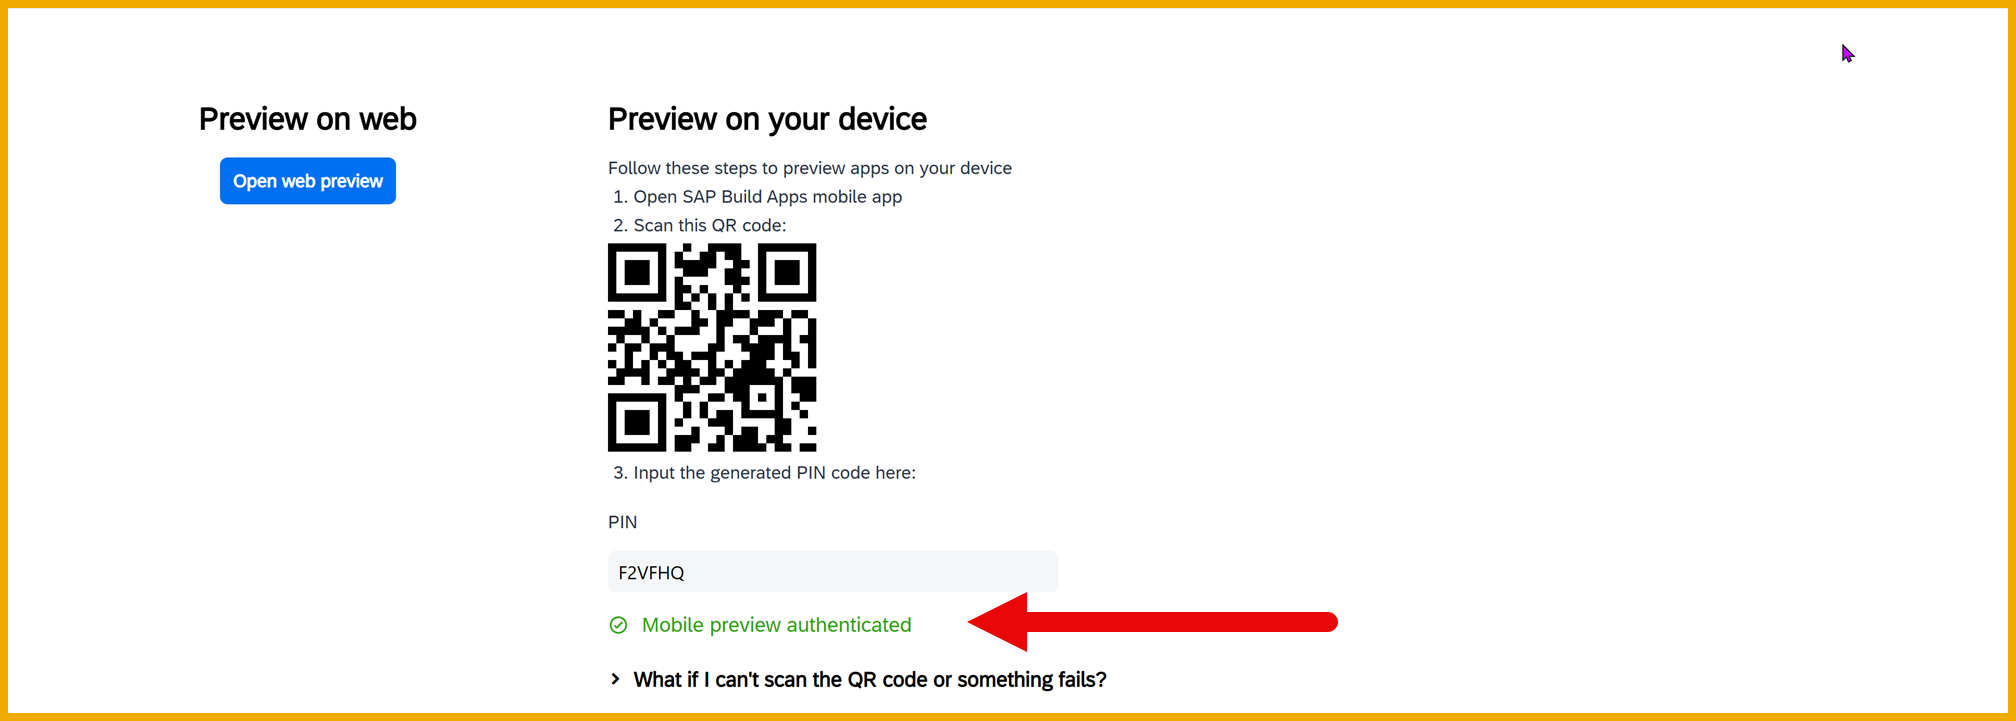 Preview on web
Open web preview
Preview on your device
Follow these steps to preview apps on your device
1. Open SAP Build Apps mobile app
2. Scan this QR code:
3. Input the generated PIN code here:
PIN
F2VFHQ
Mobile preview authenticated
What if I can't scan the QR code or something fails?